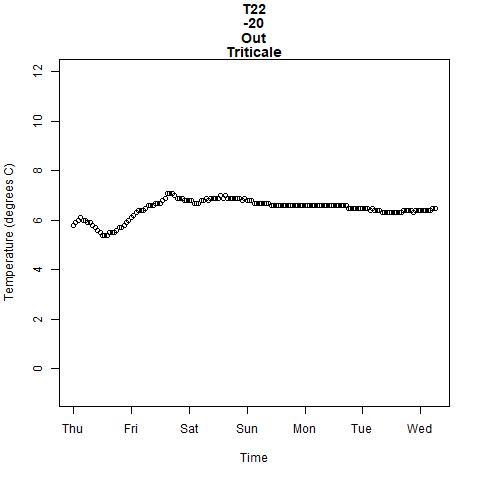 T22
-20
Out
Triticale
Temperature (degrees C)
12
10
8
6
4
2
0
Thu Fri Sat Sun Mon Tue Wed
Time